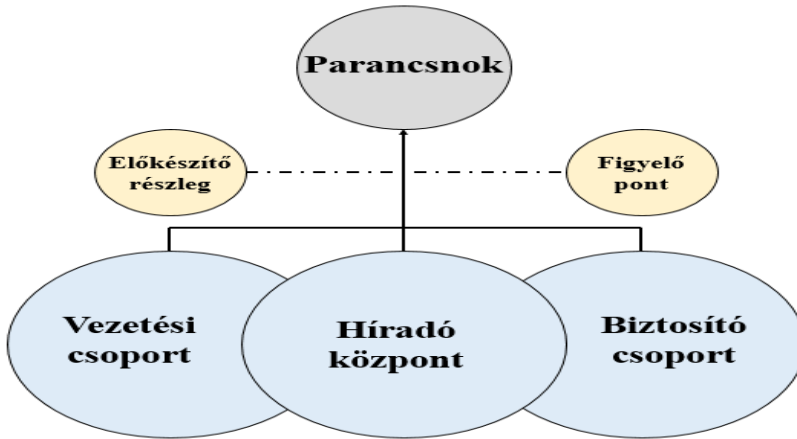 Parancsnok
Előkészítő
részleg
Figyelő
pont
Vezetési
csoport
Híradó
központ
Biztosító
csoport